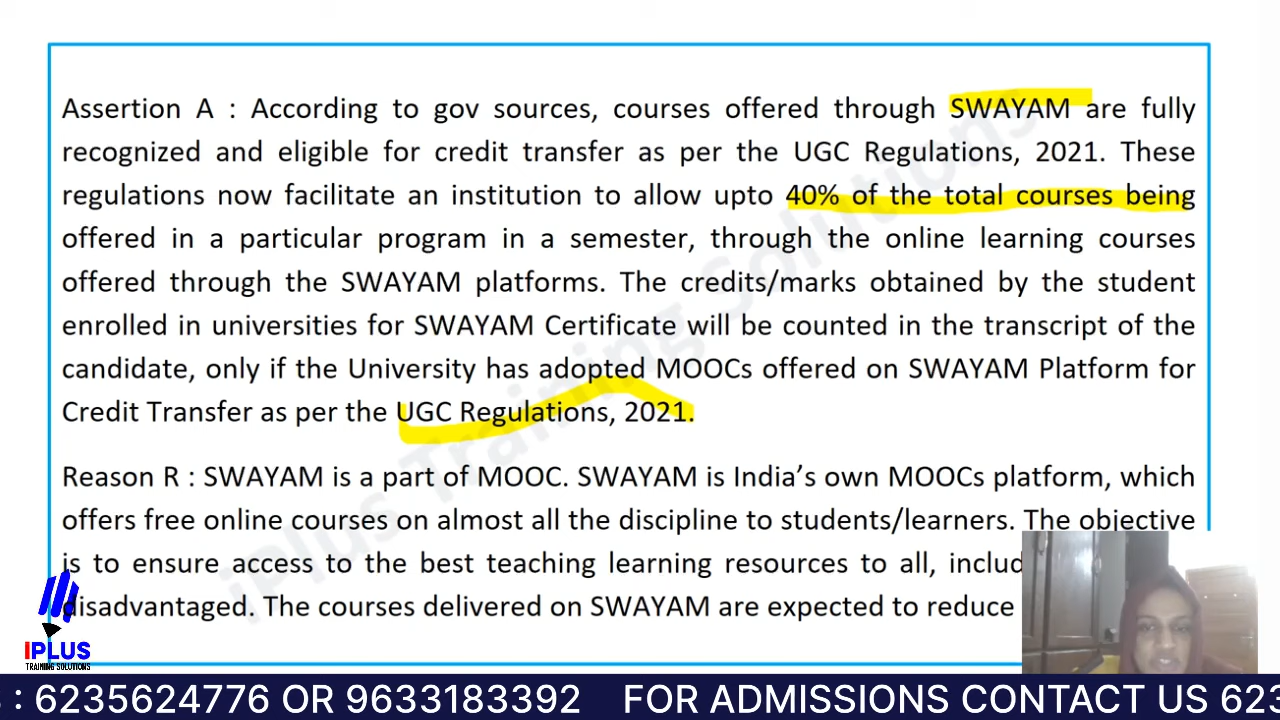 Assertion A : According to gov sources, courses offered through SWAYAM are fully
recognized and eligible for credit transfer as per the UGC Regulations, 2021. These
regulations now facilitate an institution to allow upto 40% of the total courses being
offered in a particular program in a semester, through the online learning courses
offered through the SWAYAM platforms. The credits/marks obtained by the student
enrolled in universities for SWAYAM Certificate will be counted in the transcript of the
candidate, only if the University has adopted MOOCs offered on SWAYAM Platform for
Credit Transfer as per the UGC Regulations, 2021.
Reason R : SWAYAM is a part of MOOC. SWAYAM is India's own MOOCs platform, which
offers free online courses on almost all the discipline to students/learners. The objective
is to ensure access to the best teaching learning resources to all, includ
disadvantaged. The courses delivered on SWAYAM are expected to reduce
iPlus Training Solutions
IPLUS
TRAINING SOLUTIONS
S : 6235624776 OR 9633183392 FOR ADMISSIONS CONTACT US 623